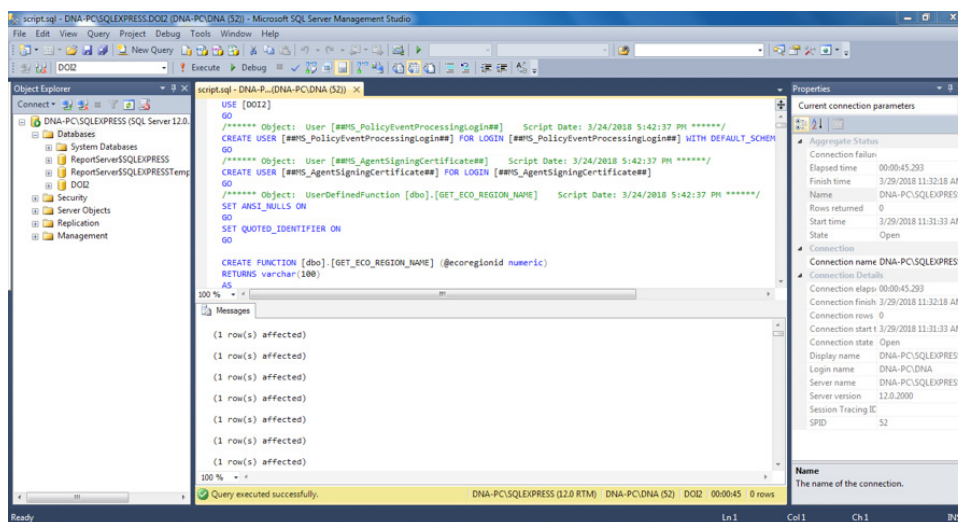 script.sql - DNA-PC\SQLEXPRESS.DOI2 (DNA-PC\DNA (52)) - Microsoft SQL Server Management Studio
File Edit View Query Project Debug Tools Window Help
New Query
DOI2 Execute Debug
Object Explorer
Connect
DNA-PC\SQLEXPRESS (SQL Server 12.0.
Databases
System Databases
ReportServer$SQLEXPRESS
ReportServer$SQLEXPRESSTemp
DOI2
Security
Server Objects
Replication
Management
script.sql - DNA-P...(DNA-PC\DNA (52))
USE [DOI2]
GO
/****** Object: User [##MS_PolicyEventProcessingLogin##] Script Date: 3/24/2018 5:42:37 PM ******/
CREATE USER [##MS_PolicyEventProcessingLogin##] FOR LOGIN [##MS_PolicyEventProcessingLogin##] WITH DEFAULT_SCHEM
GO
/****** Object: User [##MS_AgentSigningCertificate##] Script Date: 3/24/2018 5:42:37 PM ******/
CREATE USER [##MS_AgentSigningCertificate##] FOR LOGIN [##MS_AgentSigningCertificate##]
GO
/****** Object: UserDefinedFunction [dbo].[GET_ECO_REGION_NAME] Script Date: 3/24/2018 5:42:37 PM ******/
SET ANSI_NULLS ON
GO
SET QUOTED_IDENTIFIER ON
GO
CREATE FUNCTION [dbo].[GET_ECO_REGION_NAME] (@ecoregionid numeric)
RETURNS varchar(100)
AS
100 %
Messages
(1 row(s) affected)
(1 row(s) affected)
(1 row(s) affected)
(1 row(s) affected)
(1 row(s) affected)
(1 row(s) affected)
(1 row(s) affected)
100 %
Query executed successfully. DNA-PC\SQLEXPRESS (12.0 RTM) DNA-PC\DNA (52) DOI2 00:00:45 0 rows
Properties
Current connection parameters
Aggregate Status
Connection failure
Elapsed time 00:00:45.293
Finish time 3/29/2018 11:32:18 AM
Name DNA-PC\SQLEXPRES
Rows returned 0
Start time 3/29/2018 11:31:33 AM
State Open
Connection
Connection name DNA-PC\SQLEXPRES
Connection Details
Connection elaps 00:00:45.293
Connection finish 3/29/2018 11:32:18 AM
Connection rows 0
Connection start t 3/29/2018 11:31:33 AM
Connection state Open
Display name DNA-PC\SQLEXPRES
Login name DNA-PC\DNA
Server name DNA-PC\SQLEXPRES
Server version 12.0.2000
Session Tracing ID
SPID 52
Name
The name of the connection.
Ready Ln 1 Col 1 Ch 1 INS